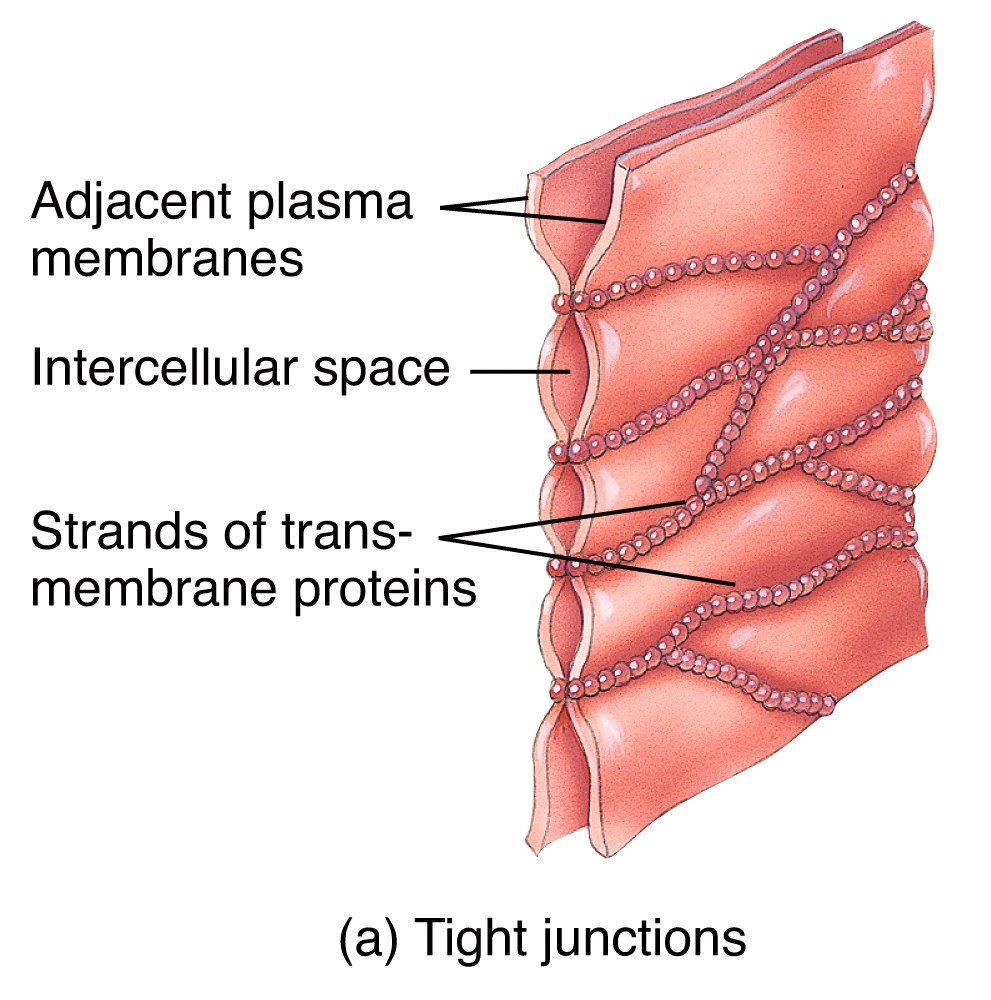 Adjacent plasma
membranes
Intercellular space
Strands of trans-
membrane proteins
(a) Tight junctions